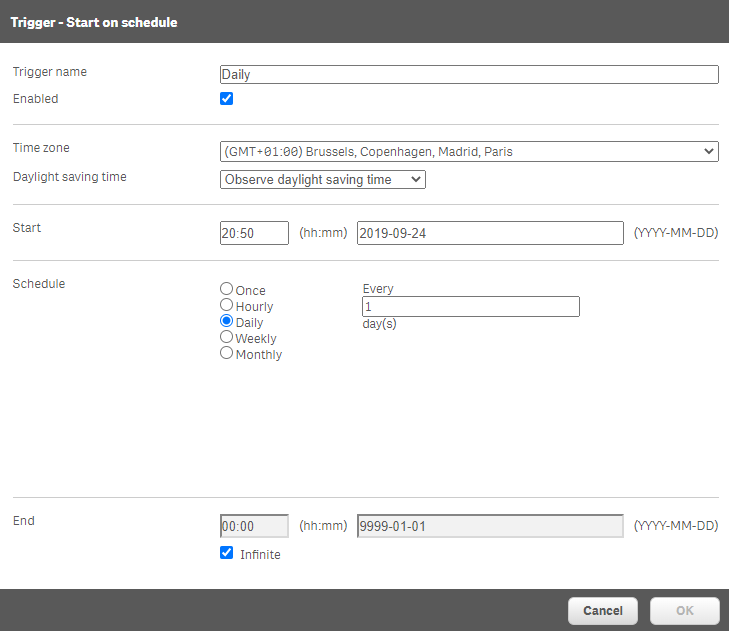 Trigger - Start on schedule
Trigger name
Daily
Enabled
Time zone
(GMT+01:00) Brussels, Copenhagen, Madrid, Paris
Daylight saving time
Observe daylight saving time
Start
20:50 (hh:mm) 2019-09-24 (YYYY-MM-DD)
Schedule
Once
Hourly
Daily
Weekly
Monthly
Every
1
day(s)
End
00:00 (hh:mm) 9999-01-01 (YYYY-MM-DD)
Infinite
Cancel OK